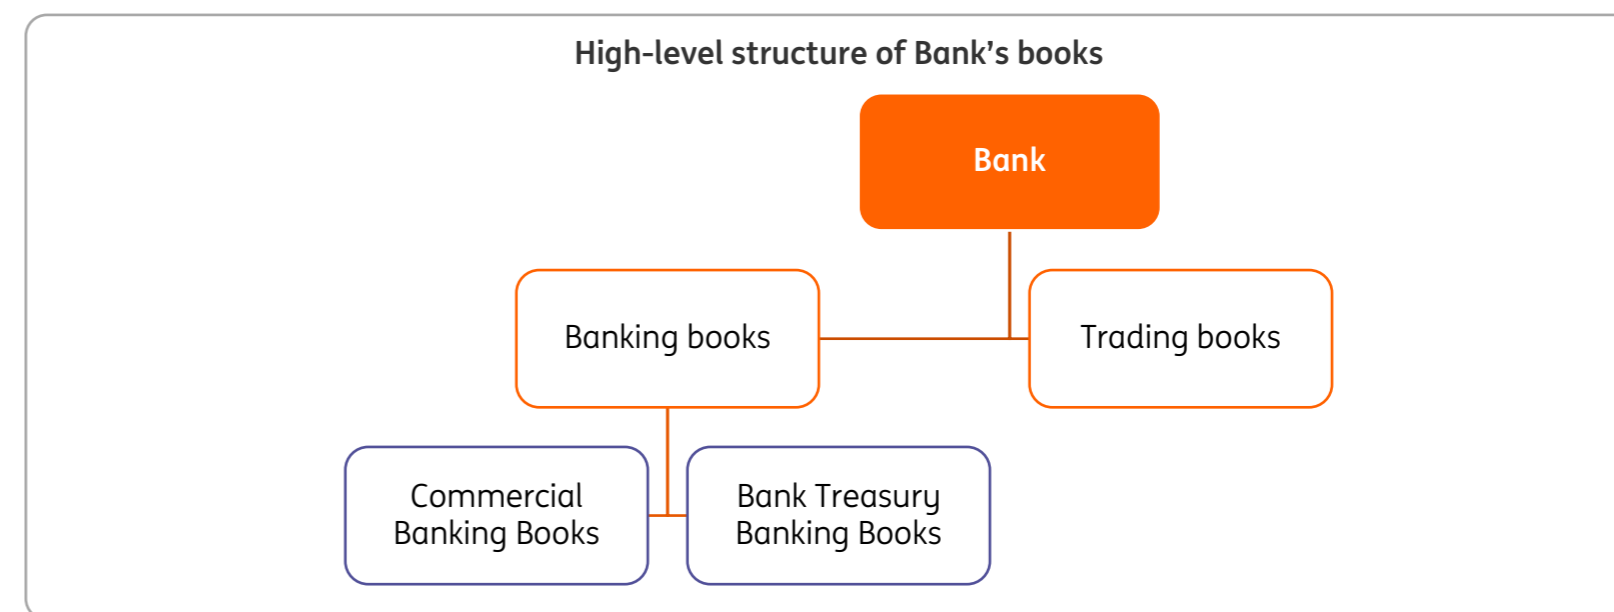 High-level structure of Bank's books
Bank
Banking books
Trading books
Commercial
Banking Books
Bank Treasury
Banking Books